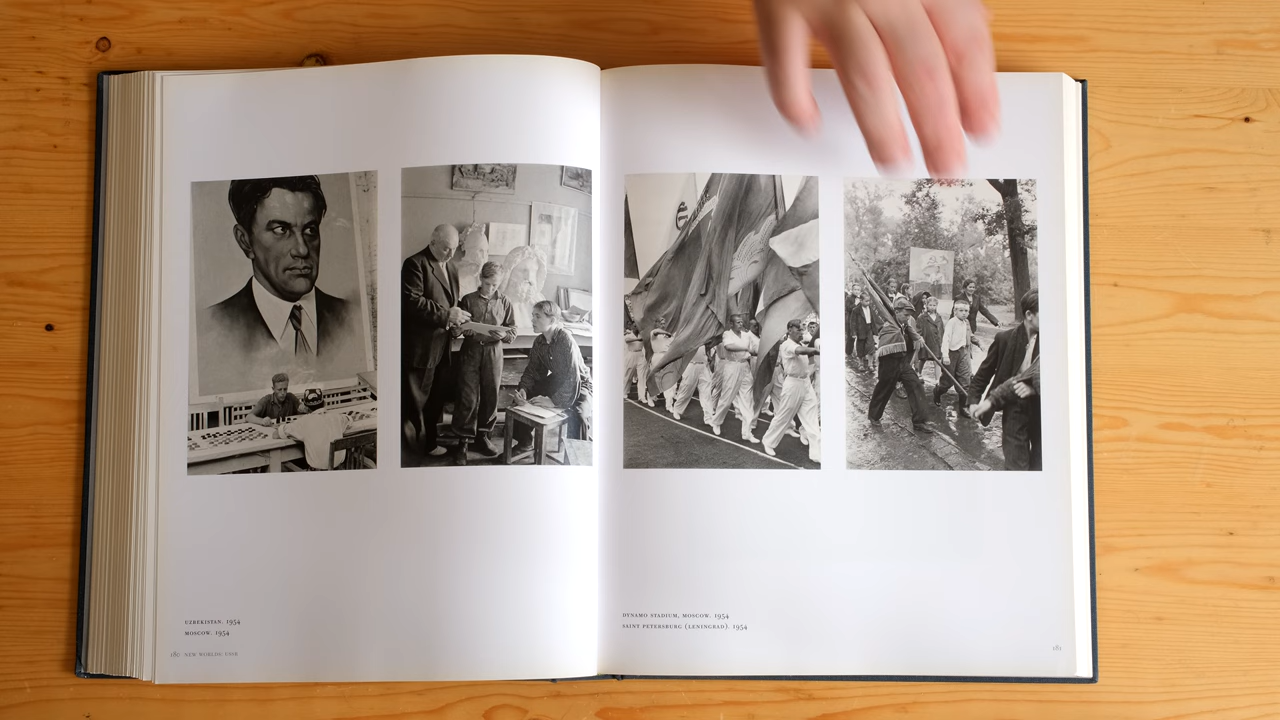 UZBEKISTAN. 1954
MOSCOW. 1954
180 NEW WORLDS: USSR
DYNAMO STADIUM, MOSCOW. 1954
SAINT PETERSBURG (LENINGRAD). 1954
181